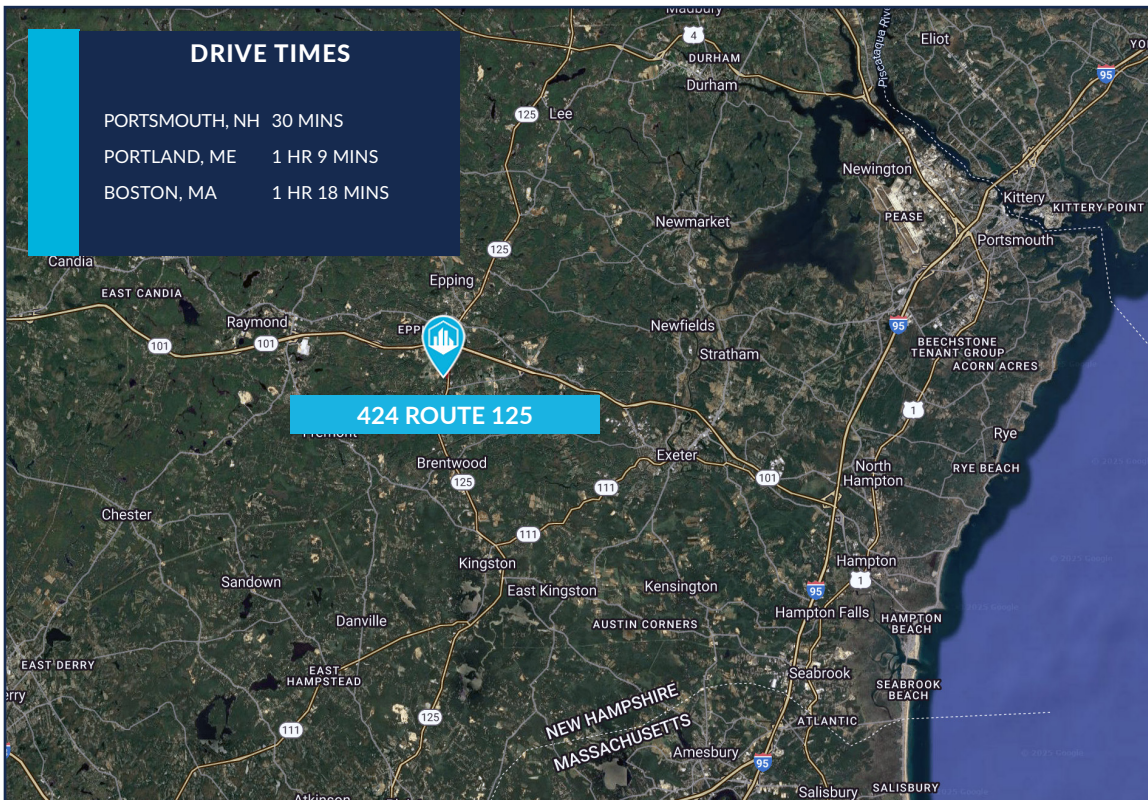 Madbury
4
DURHAM
Durham
Eliot
Piscataqua
95
DRIVE TIMES
PORTSMOUTH, NH 30 MINS
PORTLAND, ME 1 HR 9 MINS
BOSTON, MA 1 HR 18 MINS
125
Lee
Newington
PEASE
Kittery
KITTERY POINT
Newmarket
Portsmouth
125
Candia
Epping
EAST CANDIA
Raymond
101
101
Newfields
95
Stratham
BEECHSTONE
TENANT GROUP
ACORN ACRES
424 ROUTE 125
1
Rye
Brentwood
Exeter
RYE BEACH
125
111
101
North
Hampton
Chester
111
Kingston
Hampton
1
Sandown
East Kingston
Kensington
95
Hampton Falls
HAMPTON
BEACH
Danville
AUSTIN CORNERS
EAST DERRY
EAST
HAMPSTEAD
Seabrook
SEABROOK
BEACH
NEW HAMPSHIRE
MASSACHUSETTS
125
111
ATLANTIC
Amesbury
95
Atkinson
Salisbury
SALISBURY